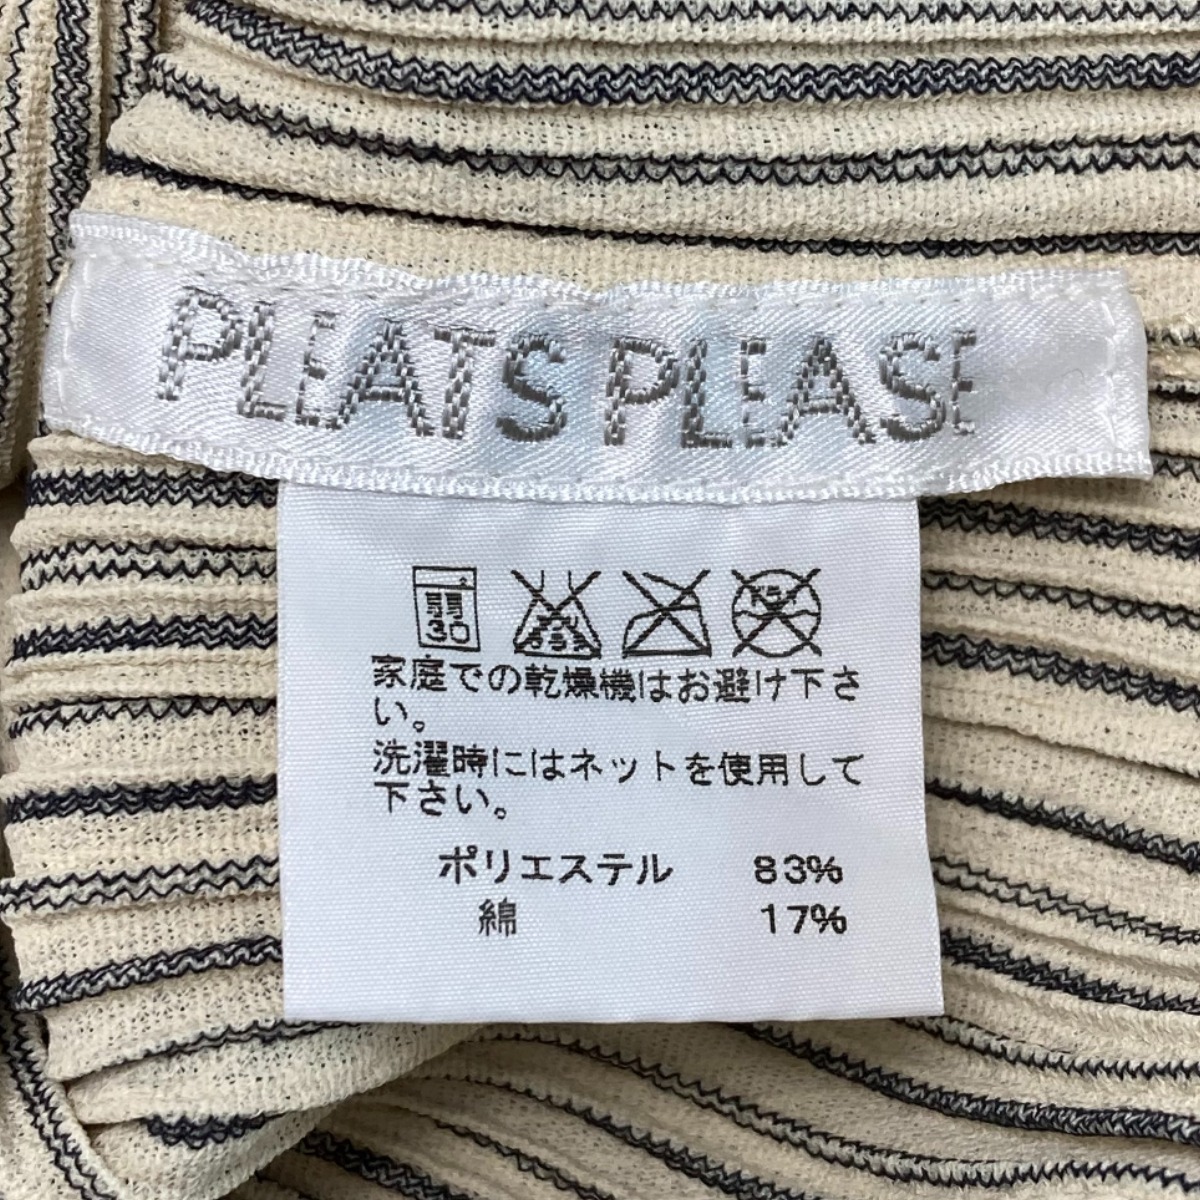 PLEATS PLEASE
弱 30
家庭での乾燥機はお避け下さ
い。
洗濯時にはネットを使用して
下さい。
ポリエステル 83%
綿 17%